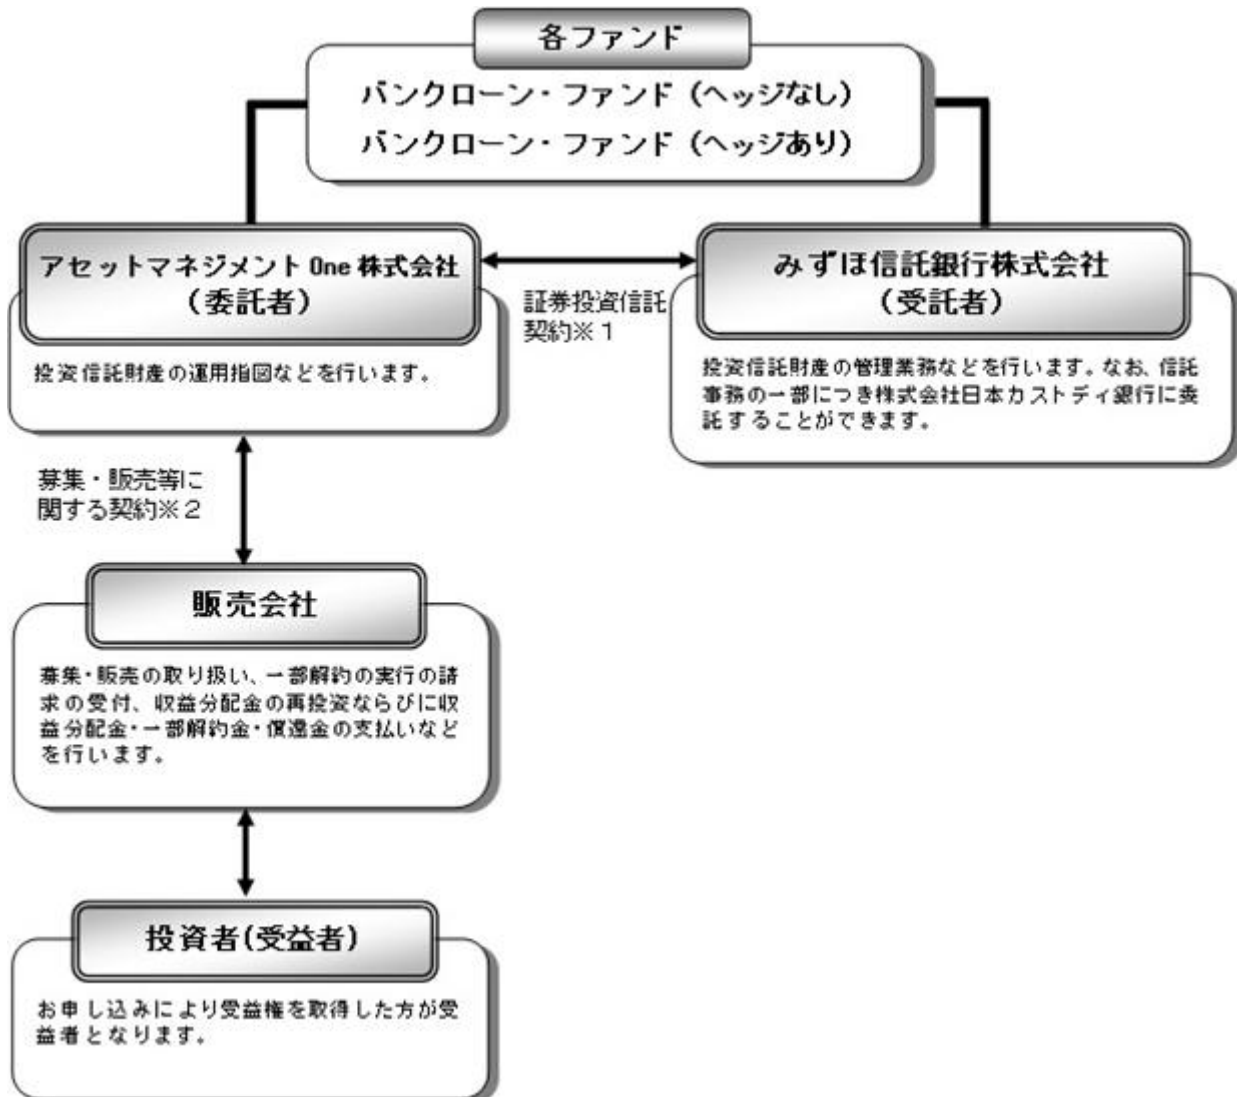 各ファンド
バンクローン・ファンド（ヘッジなし）
バンクローン・ファンド（ヘッジあり）
アセットマネジメントOne株式会社
（委託者）
投資信託財産の運用指図などを行います。
証券投資信託
契約※１
みずほ信託銀行株式会社
（受託者）
投資信託財産の管理業務などを行います。なお、信託
事務の一部につき株式会社日本カストディ銀行に委
託することができます。
募集・販売等に
関する契約※２
販売会社
募集・販売の取り扱い、一部解約の実行の請
求の受付、収益分配金の再投資ならびに収
益分配金・一部解約金・償還金の支払いなど
を行います。
投資者(受益者)
お申し込みにより受益権を取得した方が受
益者となります。